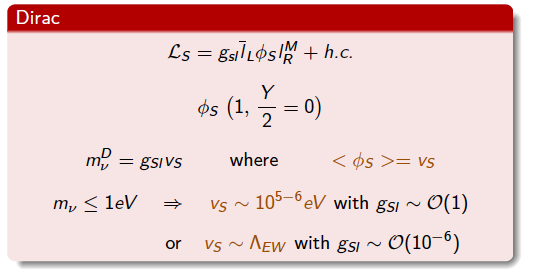 Dirac
ℒ_S = g_{sl} \bar{l}_L ϕ_S l_R^M + h.c.
ϕ_S (1, Y/2 = 0)
m_ν^D = g_{Sl} v_S where < ϕ_S >= v_S
m_ν ≤ 1eV ⇒ v_S ∼ 10^{5−6} eV with g_{Sl} ∼ 𝒪(1)
or v_S ∼ Λ_{EW} with g_{Sl} ∼ 𝒪(10^{−6})